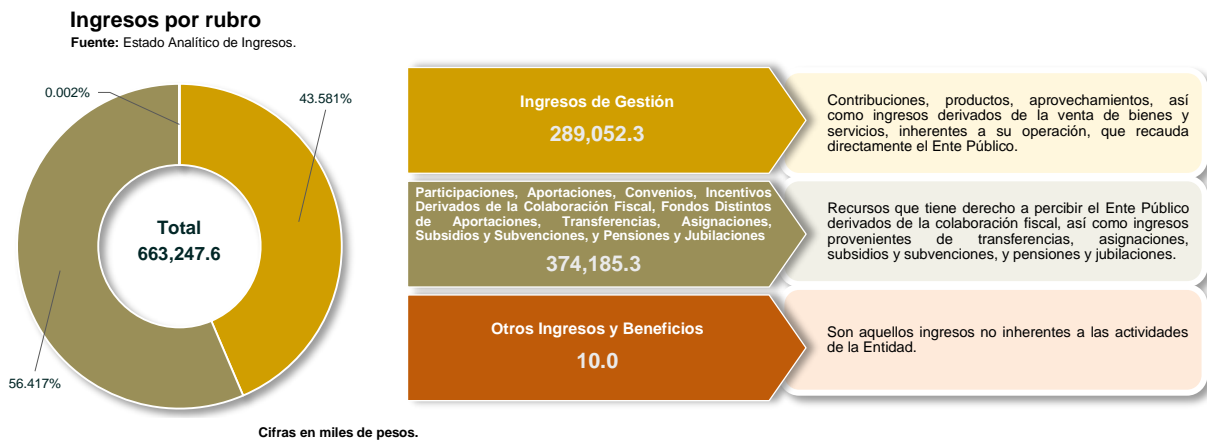 Ingresos por rubro
Fuente: Estado Analítico de Ingresos.
0.002%
43.581%
Total
663,247.6
56.417%
Ingresos de Gestión
289,052.3
Contribuciones, productos, aprovechamientos, así
como ingresos derivados de la venta de bienes y
servicios, inherentes a su operación, que recauda
directamente el Ente Público.
Participaciones, Aportaciones, Convenios, Incentivos
Derivados de la Colaboración Fiscal, Fondos Distintos
de Aportaciones, Transferencias, Asignaciones,
Subsidios y Subvenciones, y Pensiones y Jubilaciones
374,185.3
Recursos que tiene derecho a percibir el Ente Público
derivados de la colaboración fiscal, así como ingresos
provenientes de transferencias, asignaciones,
subsidios y subvenciones, y pensiones y jubilaciones.
Otros Ingresos y Beneficios
10.0
Son aquellos ingresos no inherentes a las actividades
de la Entidad.
Cifras en miles de pesos.